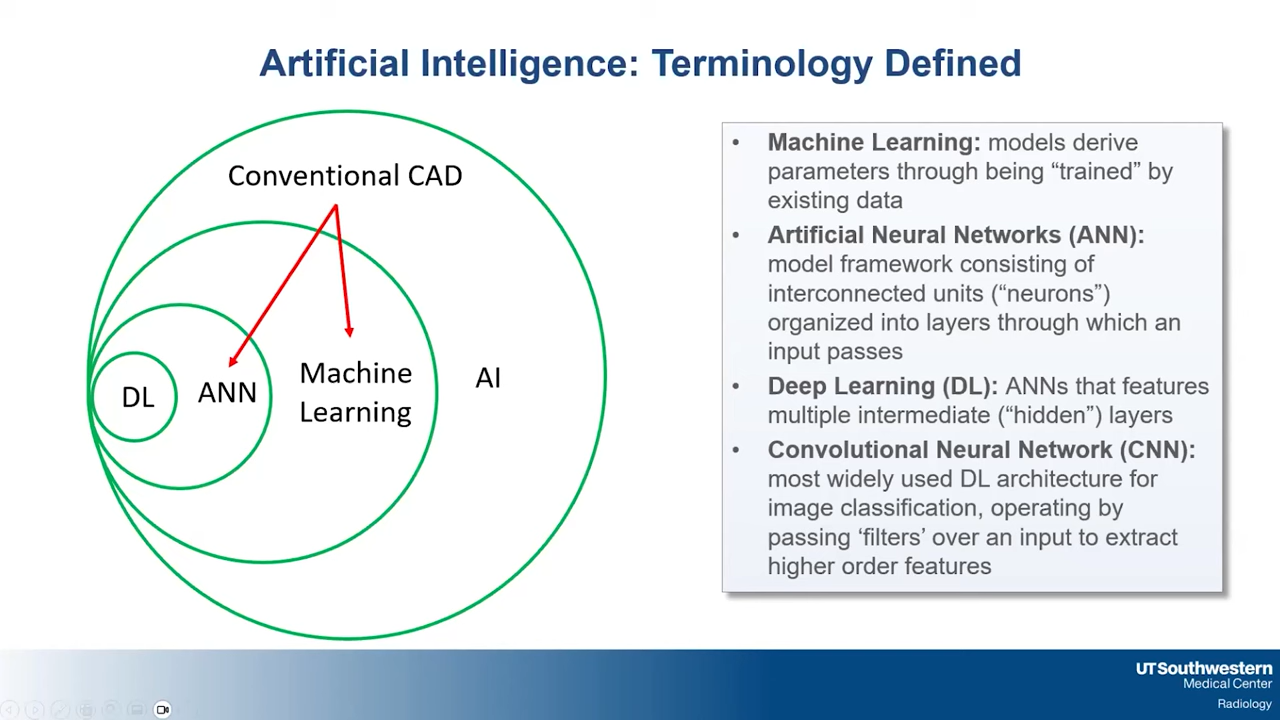 Artificial Intelligence: Terminology Defined
Conventional CAD
DL
ANN
Machine
Learning
AI
• Machine Learning: models derive
parameters through being “trained” by
existing data
• Artificial Neural Networks (ANN):
model framework consisting of
interconnected units (“neurons”)
organized into layers through which an
input passes
• Deep Learning (DL): ANNs that features
multiple intermediate (“hidden”) layers
• Convolutional Neural Network (CNN):
most widely used DL architecture for
image classification, operating by
passing ‘filters’ over an input to extract
higher order features
UTSouthwestern
Medical Center
Radiology